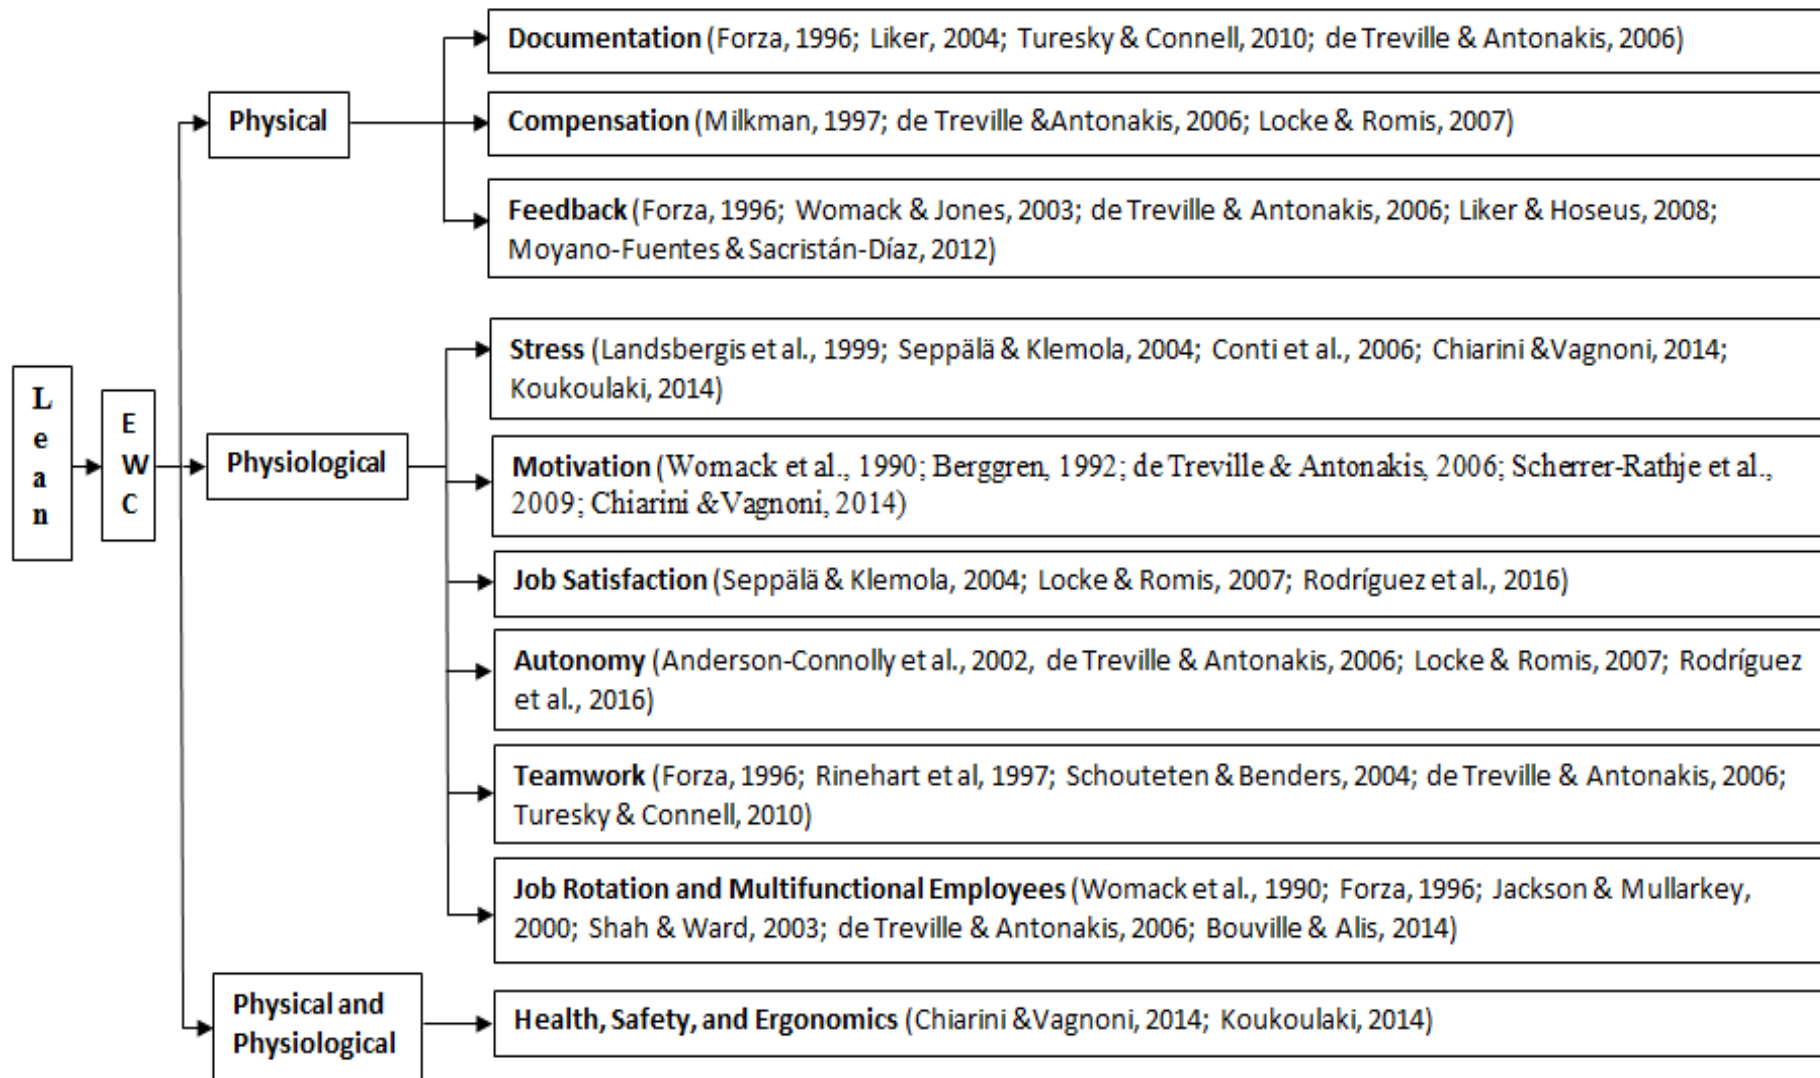 Documentation (Forza, 1996; Liker, 2004; Turesky & Connell, 2010; de Treville & Antonakis, 2006)
Physical
Compensation (Milkman, 1997; de Treville &Antonakis, 2006; Locke & Romis, 2007)
Feedback (Forza, 1996; Womack & Jones, 2003; de Treville & Antonakis, 2006; Liker & Hoseus, 2008;
Moyano-Fuentes & Sacristán-Díaz, 2012)
Lean
EWC
Physiological
Stress (Landsbergis et al., 1999; Seppälä & Klemola, 2004; Conti et al., 2006; Chiarini &Vagnoni, 2014;
Koukoulaki, 2014)
Motivation (Womack et al., 1990; Berggren, 1992; de Treville & Antonakis, 2006; Scherrer-Rathje et al.,
2009; Chiarini &Vagnoni, 2014)
Job Satisfaction (Seppälä & Klemola, 2004; Locke & Romis, 2007; Rodríguez et al., 2016)
Autonomy (Anderson-Connolly et al., 2002, de Treville & Antonakis, 2006; Locke & Romis, 2007; Rodríguez
et al., 2016)
Teamwork (Forza, 1996; Rinehart et al, 1997; Schouteten & Benders, 2004; de Treville & Antonakis, 2006;
Turesky & Connell, 2010)
Job Rotation and Multifunctional Employees (Womack et al., 1990; Forza, 1996; Jackson & Mullarkey,
2000; Shah & Ward, 2003; de Treville & Antonakis, 2006; Bouville & Alis, 2014)
Physical and
Physiological
Health, Safety, and Ergonomics (Chiarini &Vagnoni, 2014; Koukoulaki, 2014)